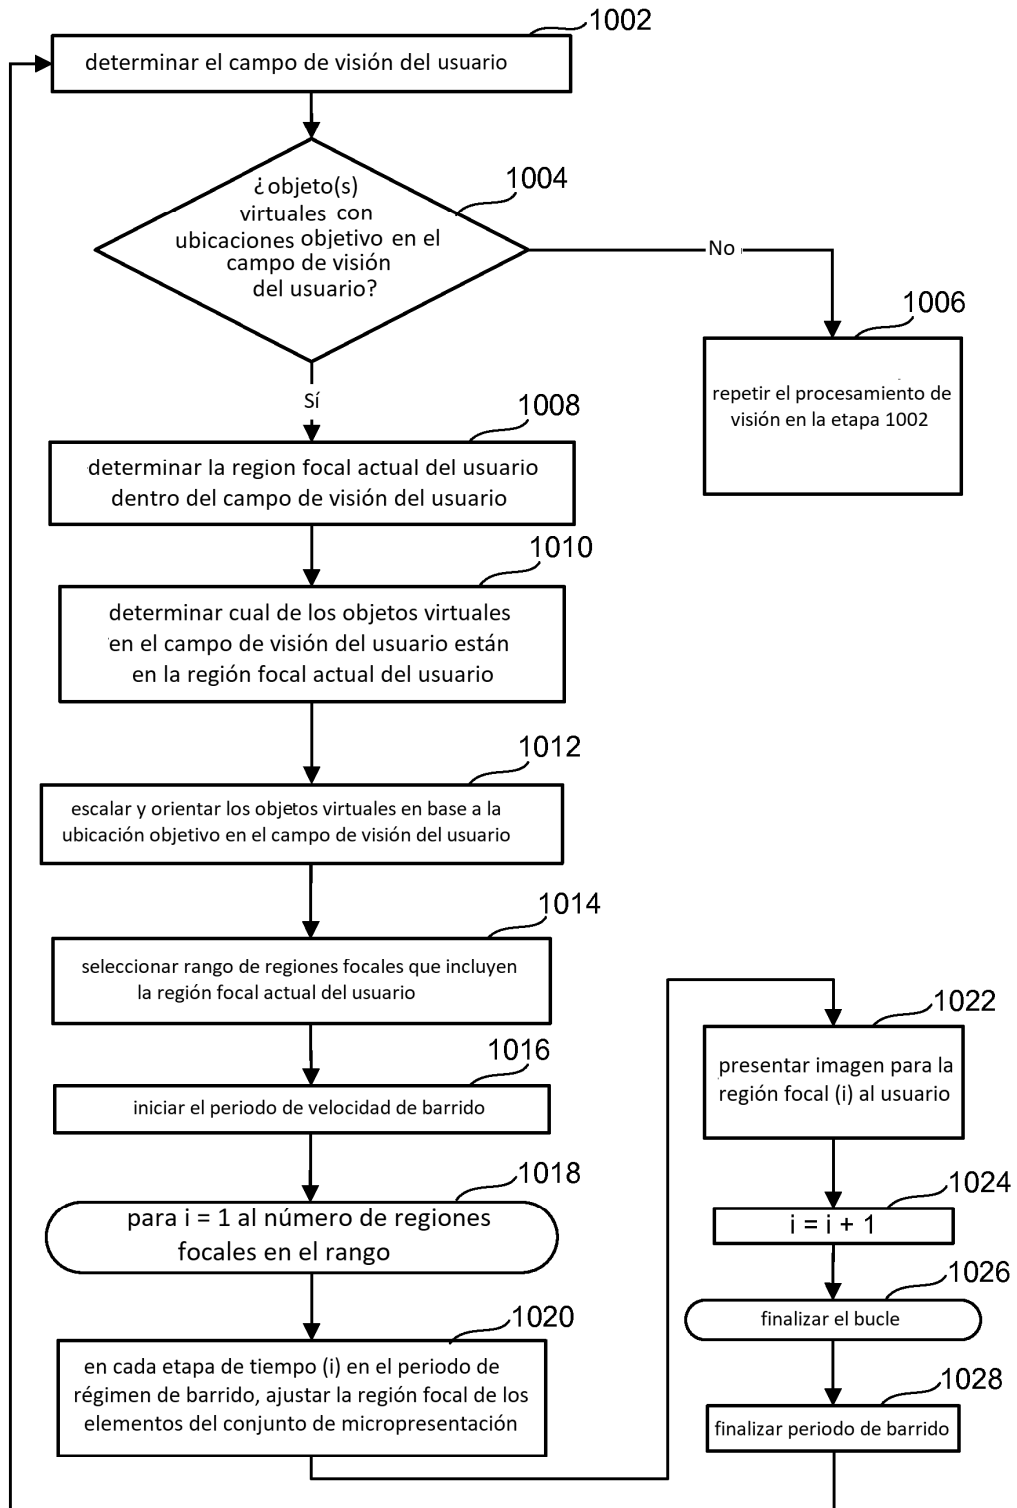 1002
determinar el campo de visión del usuario
1004
¿objeto(s)
virtuales con
ubicaciones objetivo en el
campo de visión
del usuario?
No
1006
repetir el procesamiento de
visión en la etapa 1002
Sí
1008
determinar la region focal actual del usuario
dentro del campo de visión del usuario
1010
determinar cual de los objetos virtuales
en el campo de visión del usuario están
en la región focal actual del usuario
1012
escalar y orientar los objetos virtuales en base a la
ubicación objetivo en el campo de visión del usuario
1014
seleccionar rango de regiones focales que incluyen
la región focal actual del usuario
1016
iniciar el periodo de velocidad de barrido
1018
para i = 1 al número de regiones
focales en el rango
1020
en cada etapa de tiempo (i) en el periodo de
régimen de barrido, ajustar la región focal de los
elementos del conjunto de micropresentación
1022
presentar imagen para la
región focal (i) al usuario
1024
i = i + 1
1026
finalizar el bucle
1028
finalizar periodo de barrido